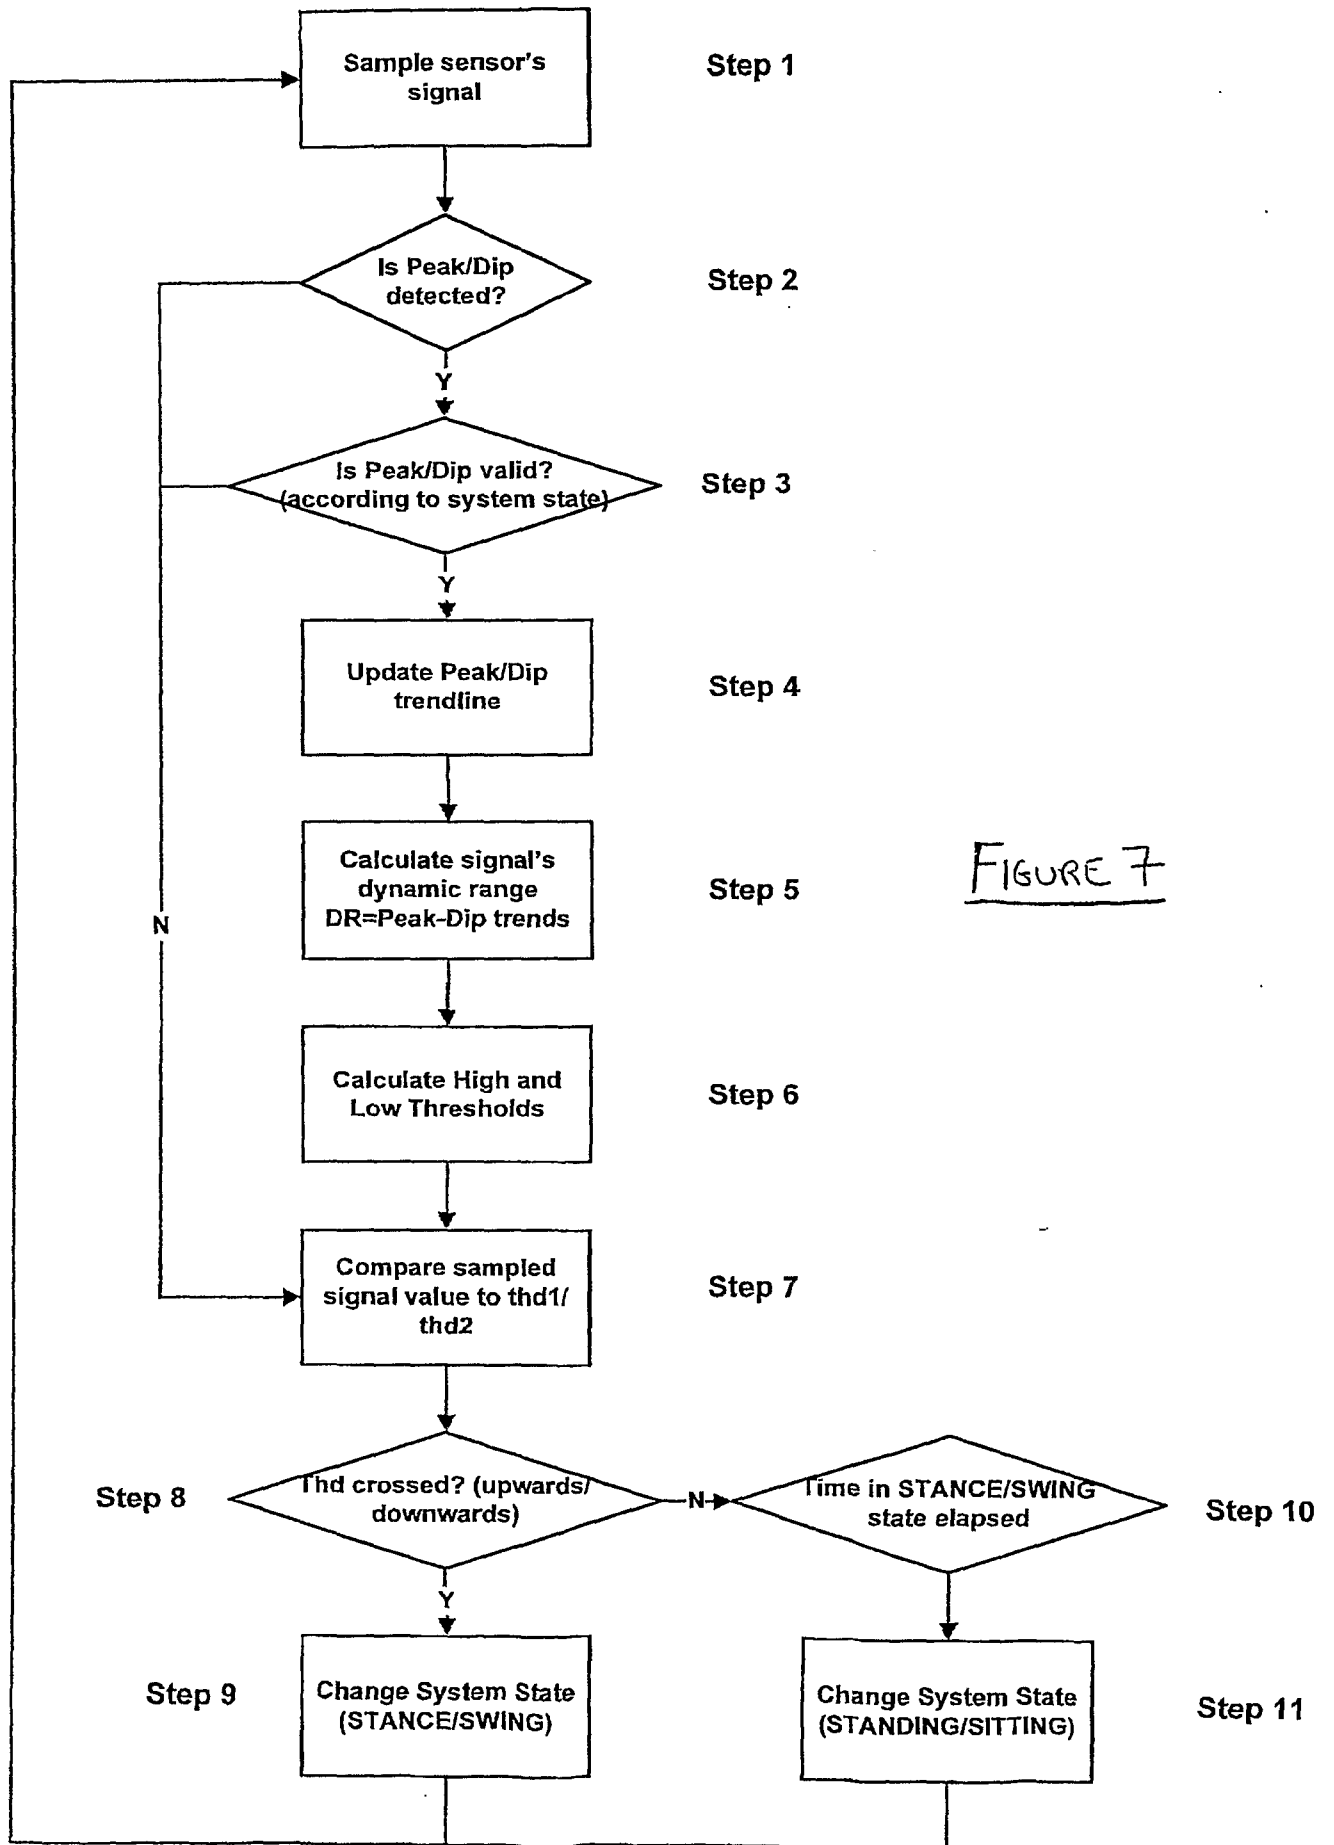 Sample sensor's
signal
Step 1
Is Peak/Dip
detected?
Step 2
Y
Is Peak/Dip valid?
(according to system state)
Step 3
Y
Update Peak/Dip
trendline
Step 4
Calculate signal's
dynamic range
DR=Peak-Dip trends
Step 5
FIGURE 7
N
Calculate High and
Low Thresholds
Step 6
Compare sampled
signal value to thd1/
thd2
Step 7
Step 8
Thd crossed? (upwards/
downwards)
N
Time in STANCE/SWING
state elapsed
Step 10
Y
Step 9
Change System State
(STANCE/SWING)
Change System State
(STANDING/SITTING)
Step 11